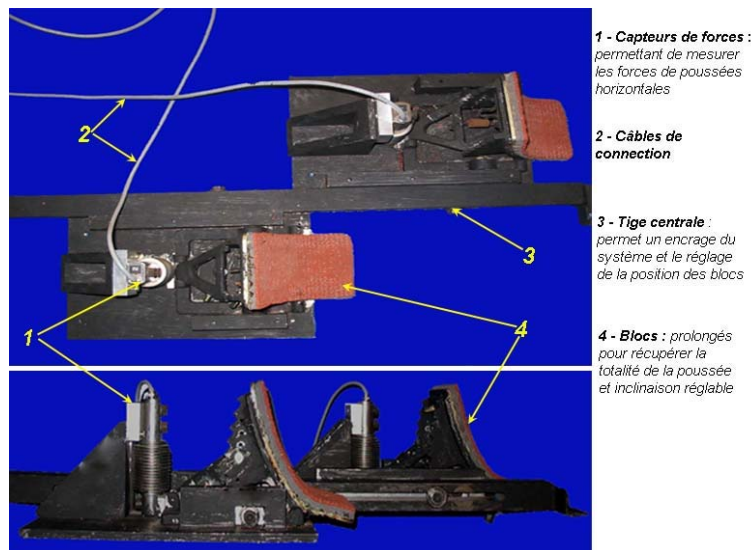 1 - Capteurs de forces :
permettant de mesurer
les forces de poussées
horizontales
2 - Câbles de
connection
3 - Tige centrale :
permet un encrage du
système et le réglage
de la position des blocs
4 - Blocs : prolongés
pour récupérer la
totalité de la poussée
et inclinaison réglable
2
3
1
4